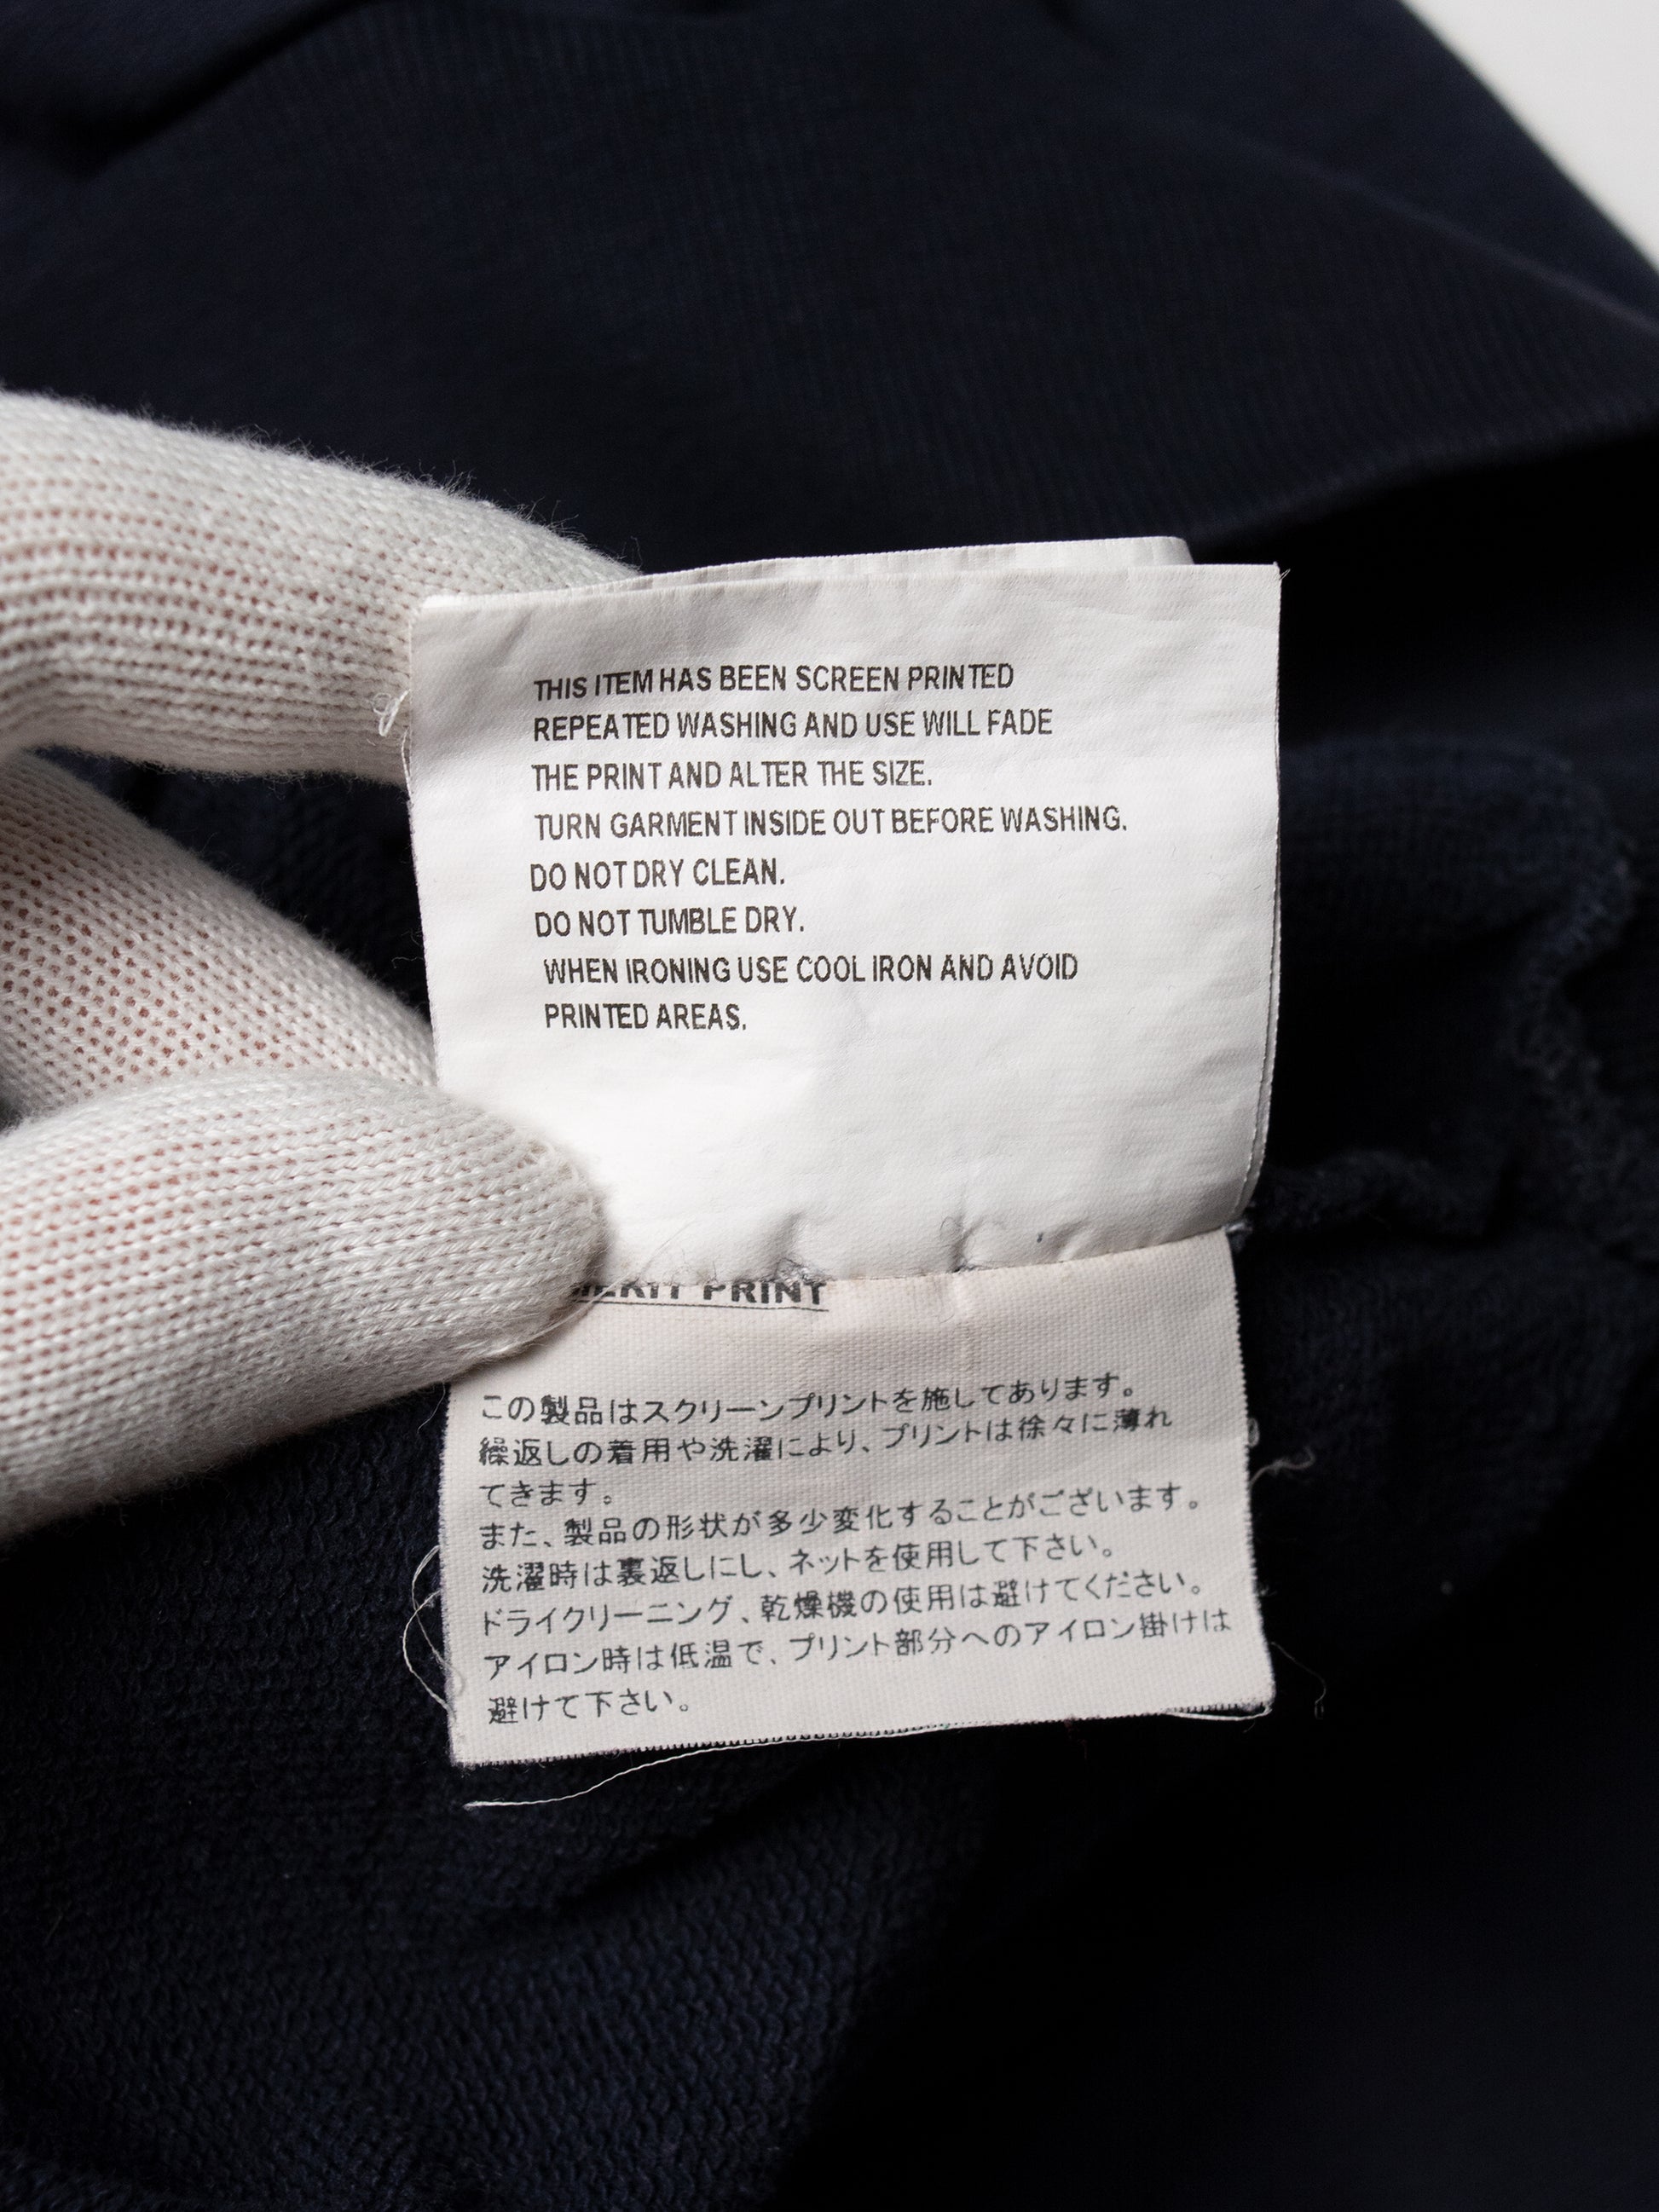 THIS ITEM HAS BEEN SCREEN PRINTED
REPEATED WASHING AND USE WILL FADE
THE PRINT AND ALTER THE SIZE.
TURN GARMENT INSIDE OUT BEFORE WASHING.
DO NOT DRY CLEAN.
DO NOT TUMBLE DRY.
WHEN IRONING USE COOL IRON AND AVOID
PRINTED AREAS.
PRINT
この製品はスクリーンプリントを施してあります。
繰返しの着用や洗濯により、プリントは徐々に薄れ
てきます。
また、製品の形状が多少変化することがございます。
洗濯時は裏返しにし、ネットを使用して下さい。
ドライクリーニング、乾燥機の使用は避けてください。
アイロン時は低温で、プリント部分へのアイロン掛けは
避けて下さい。